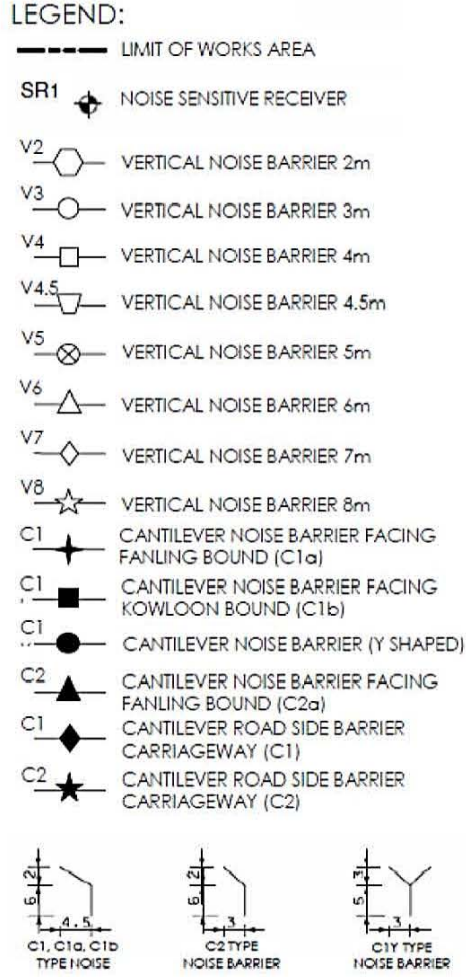 LEGEND:
LIMIT OF WORKS AREA
SR1 NOISE SENSITIVE RECEIVER
V2 VERTICAL NOISE BARRIER 2m
V3 VERTICAL NOISE BARRIER 3m
V4 VERTICAL NOISE BARRIER 4m
V4.5 VERTICAL NOISE BARRIER 4.5m
V5 VERTICAL NOISE BARRIER 5m
V6 VERTICAL NOISE BARRIER 6m
V7 VERTICAL NOISE BARRIER 7m
V8 VERTICAL NOISE BARRIER 8m
C1 CANTILEVER NOISE BARRIER FACING
FANLING BOUND (C1a)
C1 CANTILEVER NOISE BARRIER FACING
KOWLOON BOUND (C1b)
C1 CANTILEVER NOISE BARRIER (Y SHAPED)
C2 CANTILEVER NOISE BARRIER FACING
FANLING BOUND (C2a)
C1 CANTILEVER ROAD SIDE BARRIER
CARRIAGEWAY (C1)
C2 CANTILEVER ROAD SIDE BARRIER
CARRIAGEWAY (C2)
2
6
4.5
C1, C1a, C1b
TYPE NOISE
2
6
3
C2 TYPE
NOISE BARRIER
3
5
3
C1Y TYPE
NOISE BARRIER